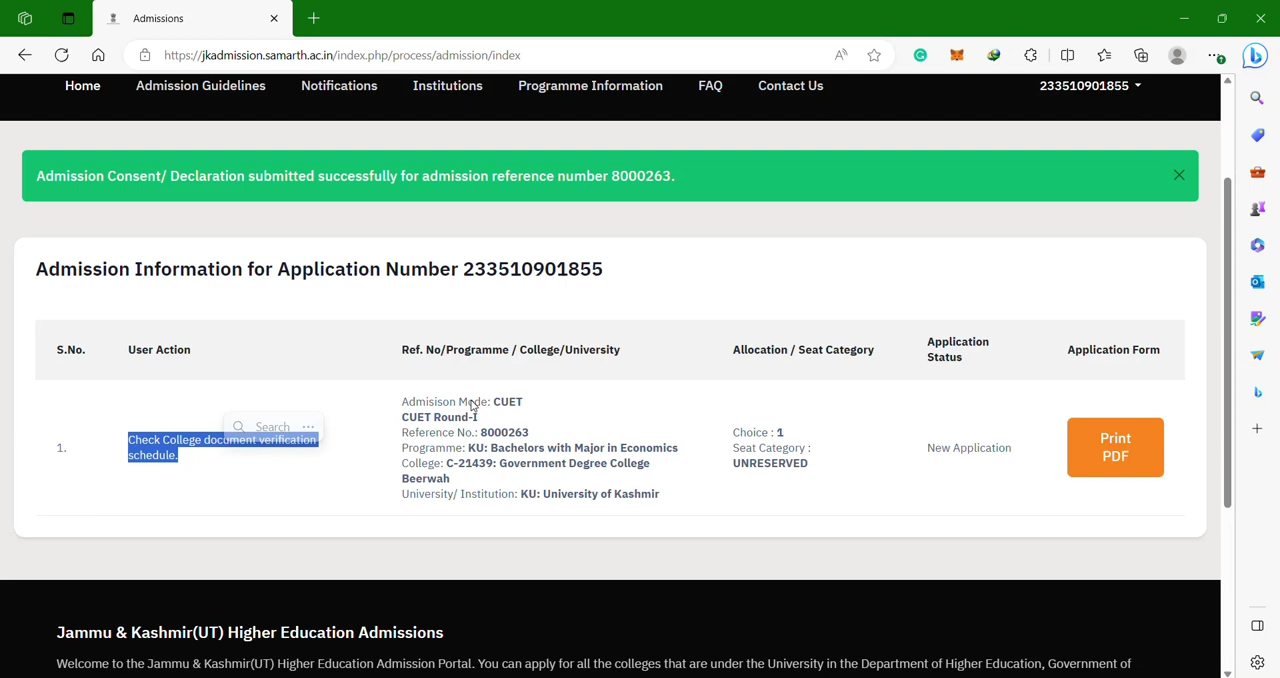 Admissions
https://jkadmission.samarth.ac.in/index.php/process/admission/index
Home Admission Guidelines Notifications Institutions Programme Information FAQ Contact Us 233510901855
Admission Consent/ Declaration submitted successfully for admission reference number 8000263.
Admission Information for Application Number 233510901855
S.No. User Action Ref. No/Programme / College/University Allocation / Seat Category Application Status Application Form
1.
Search
Check College document verification
schedule.
Admisison Mode: CUET
CUET Round-I
Reference No.: 8000263
Programme: KU: Bachelors with Major in Economics
College: C-21439: Government Degree College
Beerwah
University/ Institution: KU: University of Kashmir
Choice : 1
Seat Category :
UNRESERVED
New Application
Print
PDF
Jammu & Kashmir(UT) Higher Education Admissions
Welcome to the Jammu & Kashmir(UT) Higher Education Admission Portal. You can apply for all the colleges that are under the University in the Department of Higher Education, Government of